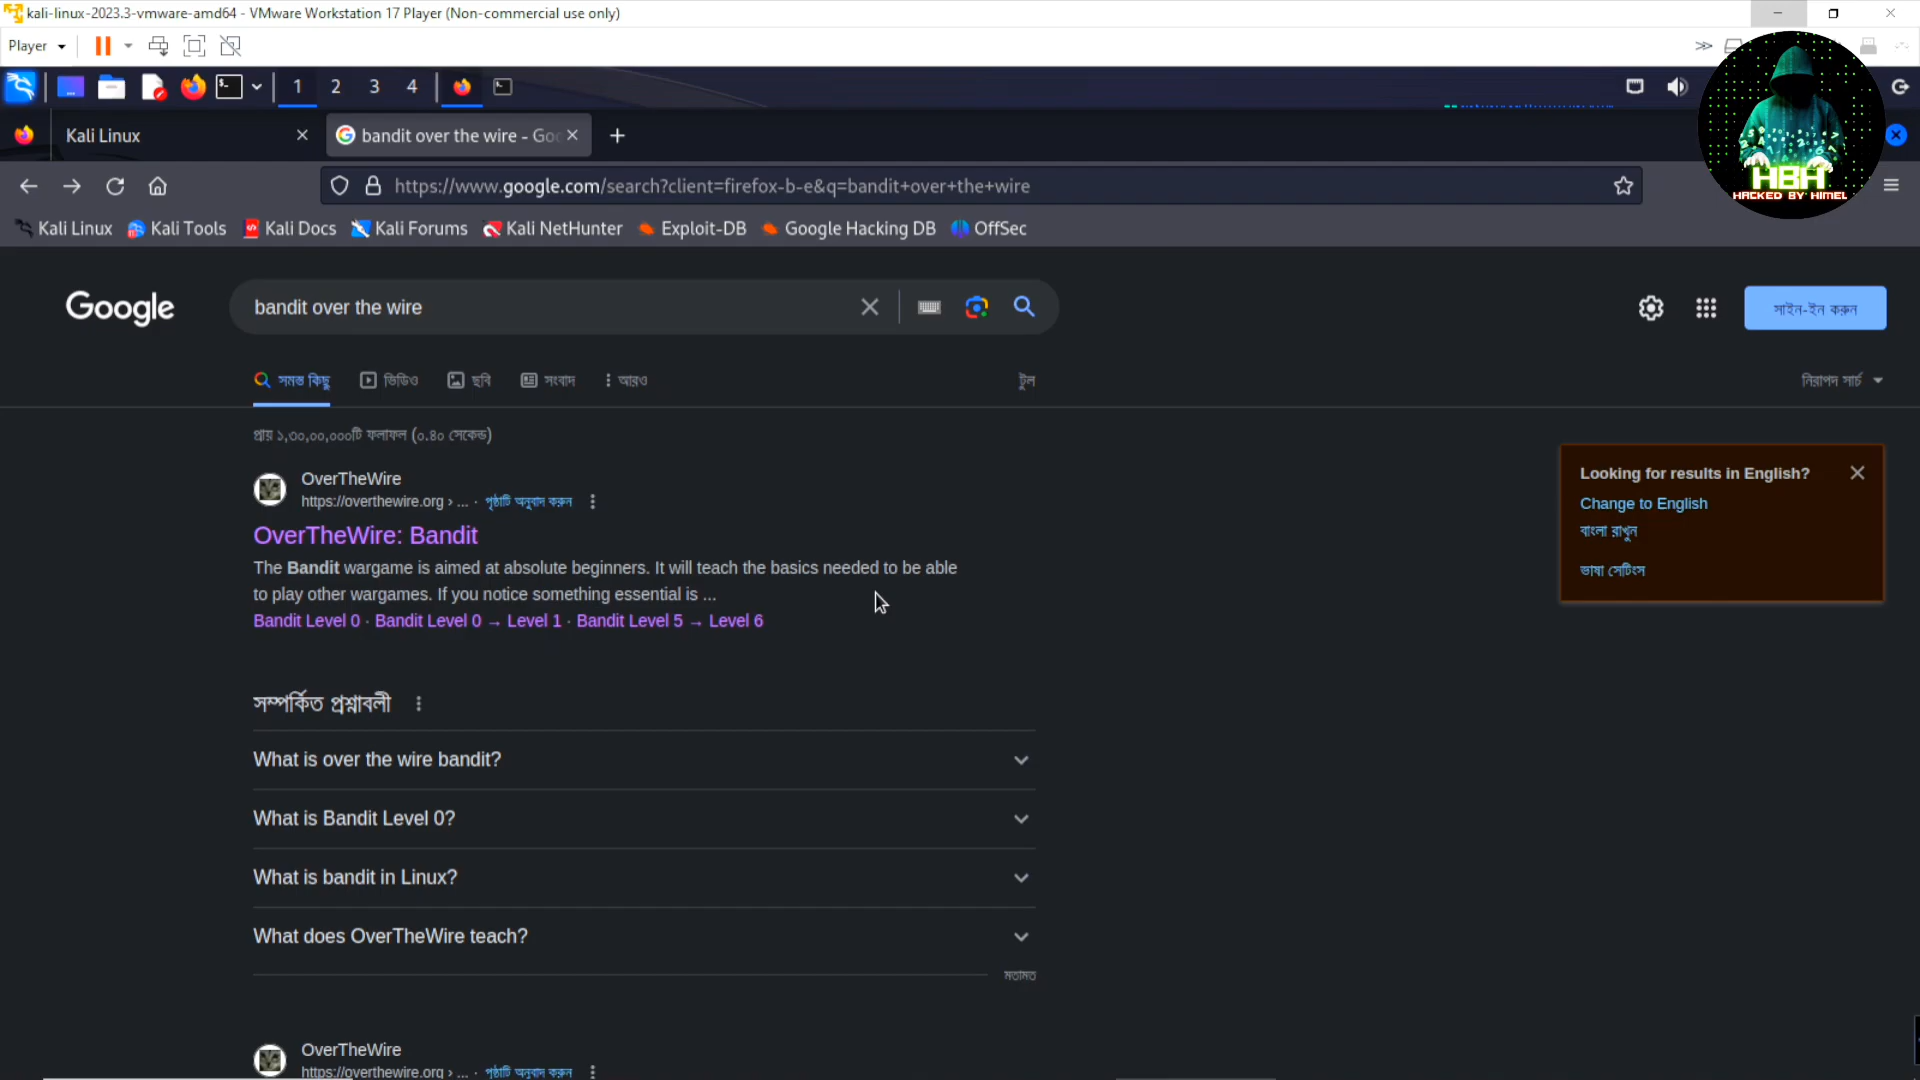 kali-linux-2023.3-vmware-amd64 - VMware Workstation 17 Player (Non-commercial use only)
Player
1 2 3 4
Kali Linux
bandit over the wire - Goo
https://www.google.com/search?client=firefox-b-e&q=bandit+over+the+wire
HBH
HACKED BY HIMEL
Kali Linux Kali Tools Kali Docs Kali Forums Kali NetHunter Exploit-DB Google Hacking DB OffSec
Google
bandit over the wire
সাইন-ইন করুন
সমস্ত কিছু ভিডিও ছবি সংবাদ আরও টুল নিরাপদ সার্চ
প্রায় ১,৩০,০০,০০০টি ফলাফল (০.৪০ সেকেন্ড)
OverTheWire
https://overthewire.org › ... · পৃষ্ঠাটি অনুবাদ করুন
OverTheWire: Bandit
The Bandit wargame is aimed at absolute beginners. It will teach the basics needed to be able
to play other wargames. If you notice something essential is ...
Bandit Level 0 · Bandit Level 0 → Level 1 · Bandit Level 5 → Level 6
Looking for results in English?
Change to English
বাংলা রাখুন
ভাষা সেটিংস
সম্পর্কিত প্রশ্নাবলী
What is over the wire bandit?
What is Bandit Level 0?
What is bandit in Linux?
What does OverTheWire teach?
মতামত
OverTheWire
https://overthewire.org › ... · পৃষ্ঠাটি অনুবাদ করুন